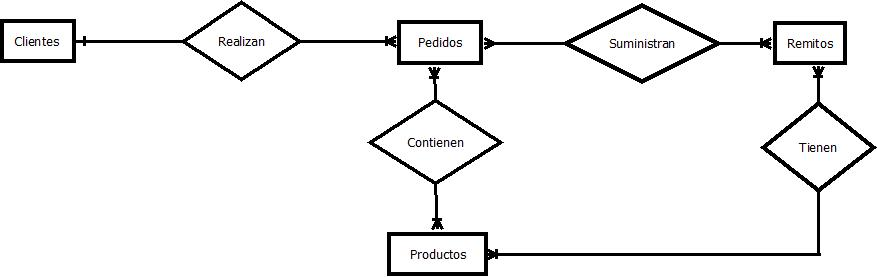 Clientes
Realizan
Pedidos
Suministran
Remitos
Contienen
Tienen
Productos